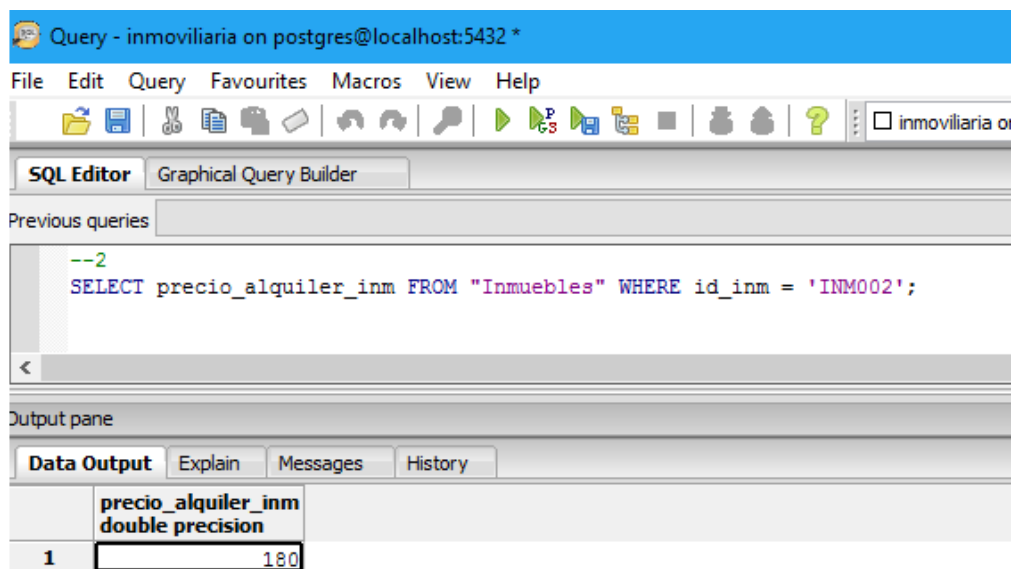 Query - inmoviliaria on postgres@localhost:5432 *
File Edit Query Favourites Macros View Help
inmoviliaria on
SQL Editor Graphical Query Builder
Previous queries
--2
SELECT precio_alquiler_inm FROM "Inmuebles" WHERE id_inm = 'INM002';
Output pane
Data Output Explain Messages History
precio_alquiler_inm
double precision
1 180